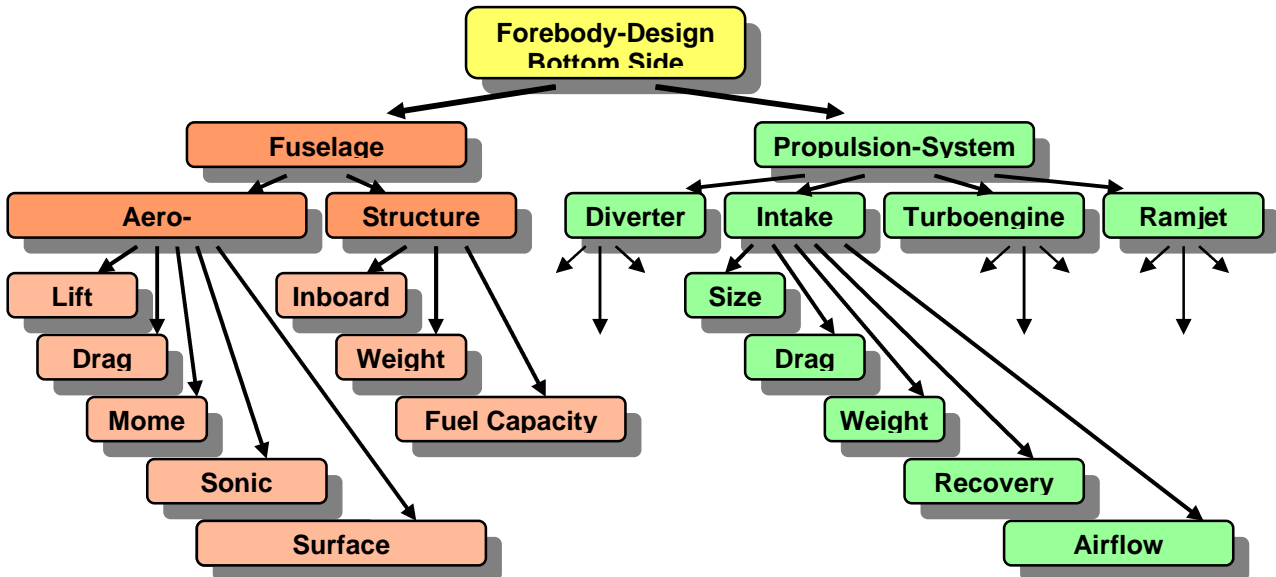 Forebody-Design
Bottom Side
Fuselage
Propulsion-System
Aero-
Structure
Diverter
Intake
Turboengine
Ramjet
Lift
Inboard
Size
Drag
Weight
Drag
Mome
Fuel Capacity
Weight
Sonic
Recovery
Surface
Airflow